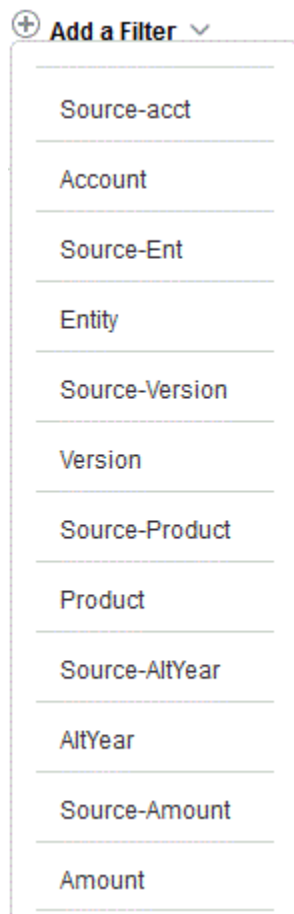 Add a Filter
Source-acct
Account
Source-Ent
Entity
Source-Version
Version
Source-Product
Product
Source-AltYear
AltYear
Source-Amount
Amount